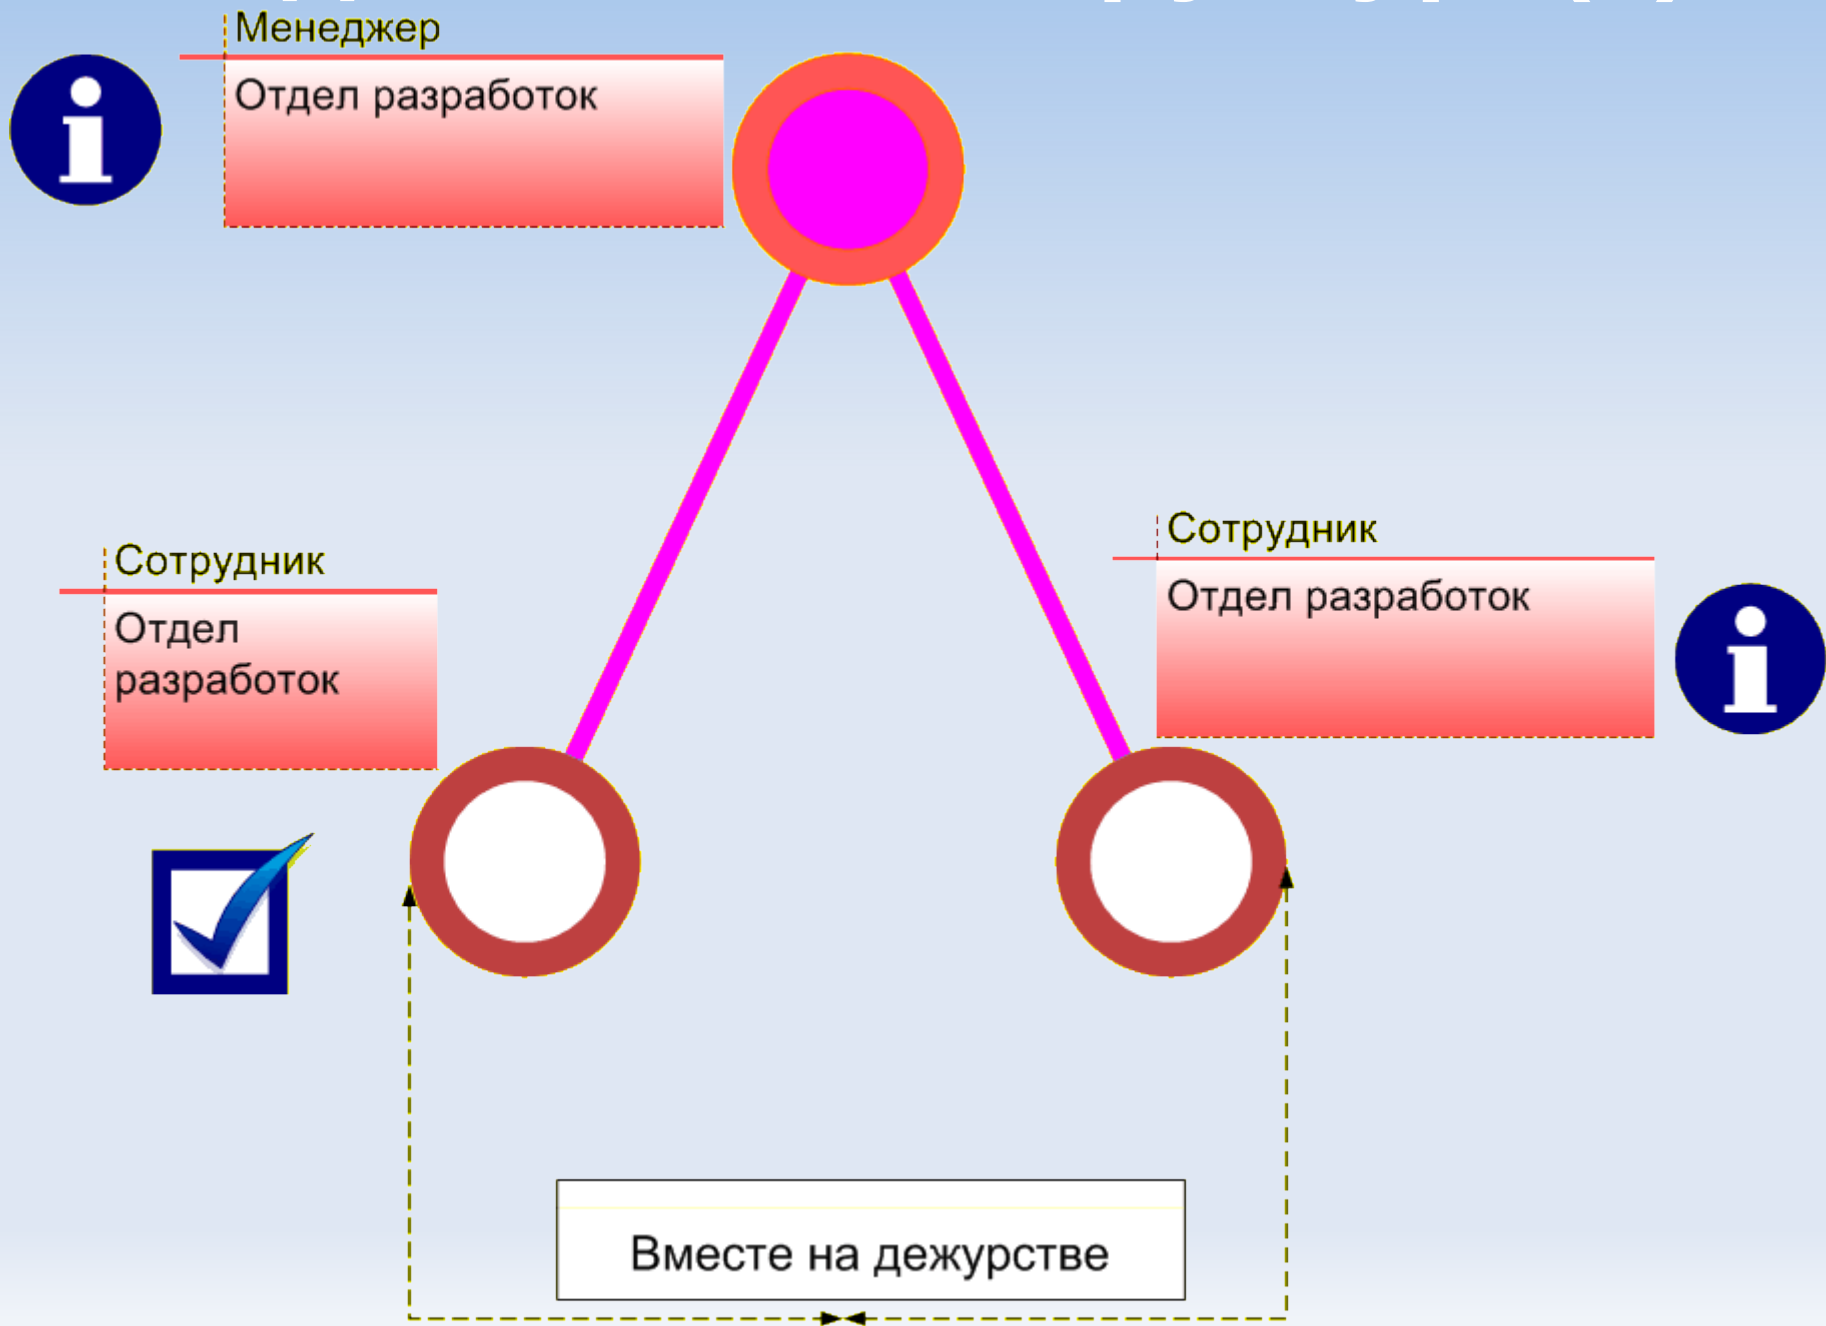 Менеджер
Отдел разработок
Сотрудник
Отдел разработок
Сотрудник
Отдел
разработок
Вместе на дежурстве